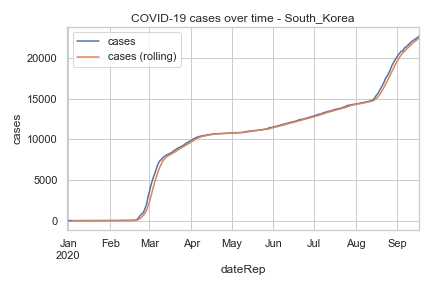 COVID-19 cases over time - South_Korea
cases
cases (rolling)
cases
20000
15000
10000
5000
0
Jan Feb Mar Apr May Jun Jul Aug Sep
2020
dateRep